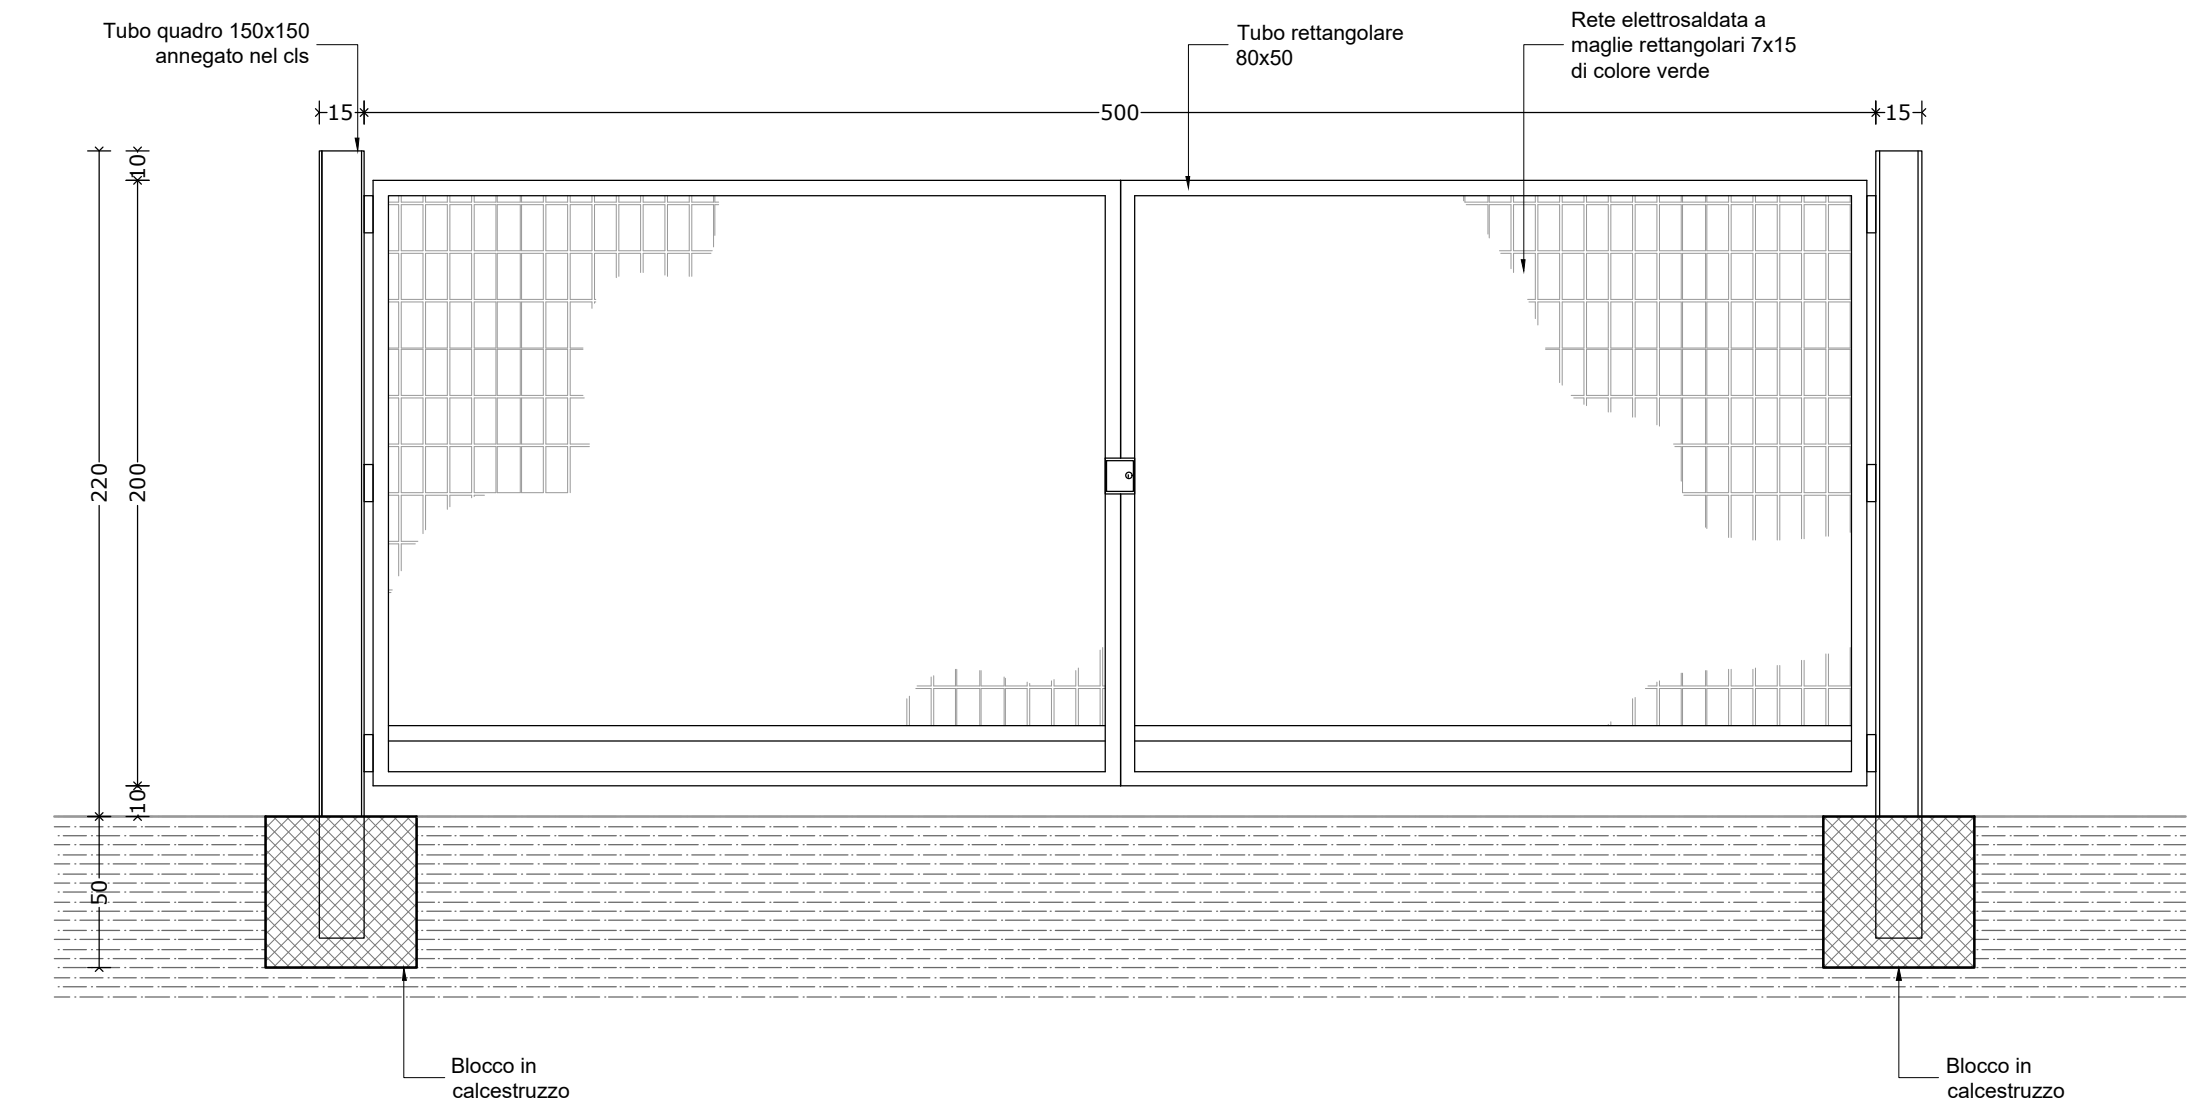 Tubo quadro 150x150
annegato nel cls
Tubo rettangolare
80x50
Rete elettrosaldata a
maglie rettangolari 7x15
di colore verde
15
500
15
10
220
200
10
50
Blocco in
calcestruzzo
Blocco in
calcestruzzo